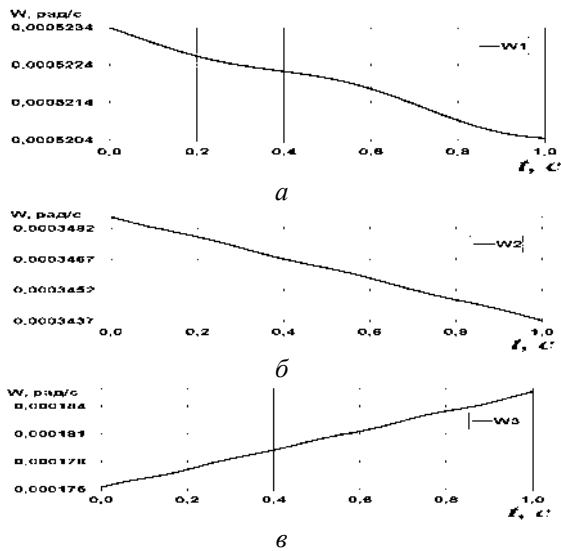 W, рад/с
0,0005234
0,0005224
0,0005214
0,0005204
W1
0,0 0,2 0,4 0,6 0,8 1,0
t, c
а
W, рад/с
0,0003482
0,0003467
0,0003452
0,0003437
W2
0,0 0,2 0,4 0,6 0,8 1,0
t, c
б
W, рад/с
0,000184
0,000181
0,000178
0,000175
W3
0,0 0,2 0,4 0,6 0,8 1,0
t, c
в